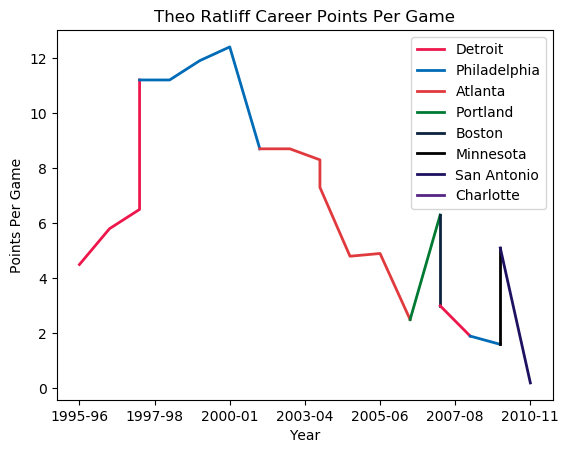 Theo Ratliff Career Points Per Game
Points Per Game
12
10
8
6
4
2
0
Detroit
Philadelphia
Atlanta
Portland
Boston
Minnesota
San Antonio
Charlotte
1995-96 1997-98 2000-01 2003-04 2005-06 2007-08 2010-11
Year